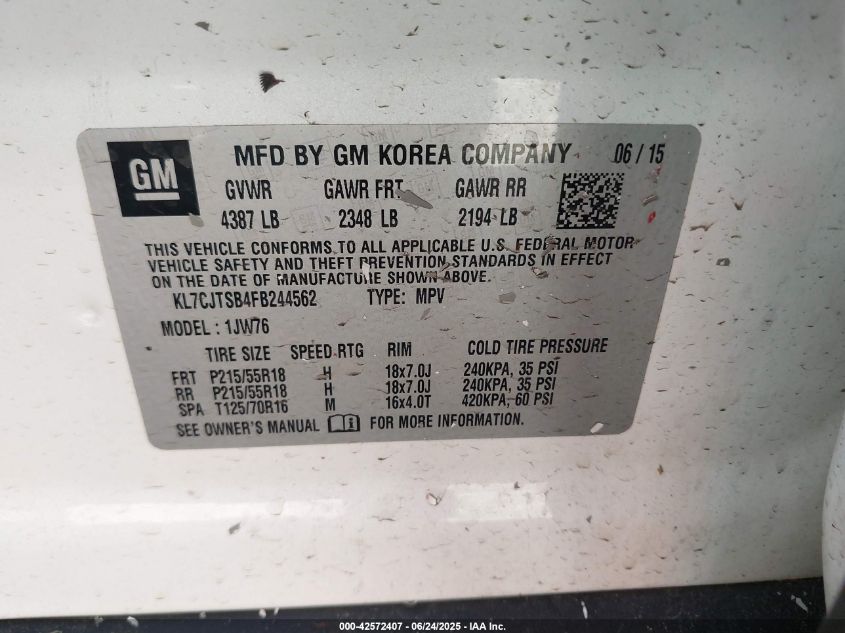 GM MFD BY GM KOREA COMPANY 06 / 15
GVWR GAWR FRT GAWR RR
4387 LB 2348 LB 2194 LB
THIS VEHICLE CONFORMS TO ALL APPLICABLE U.S. FEDERAL MOTOR
VEHICLE SAFETY AND THEFT PREVENTION STANDARDS IN EFFECT
ON THE DATE OF MANUFACTURE SHOWN ABOVE.
KL7CJTSB4FB244562 TYPE: MPV
MODEL : 1JW76
TIRE SIZE SPEED RTG RIM COLD TIRE PRESSURE
FRT P215/55R18 H 18x7.0J 240KPA, 35 PSI
RR P215/55R18 H 18x7.0J 240KPA, 35 PSI
SPA T125/70R16 M 16x4.0T 420KPA, 60 PSI
SEE OWNER'S MANUAL FOR MORE INFORMATION.
000-42572407 - 06/24/2025 - IAA Inc.